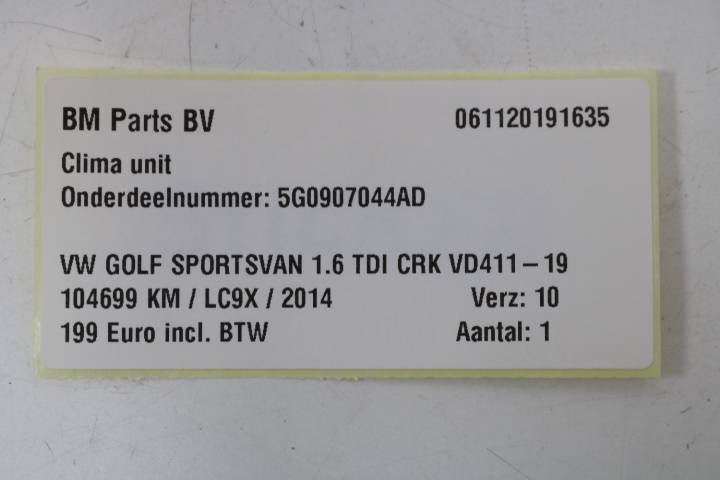 BM Parts BV 061120191635
Clima unit
Onderdeelnummer: 5G0907044AD
VW GOLF SPORTSVAN 1.6 TDI CRK VD411-19
104699 KM / LC9X / 2014 Verz: 10
199 Euro incl. BTW Aantal: 1